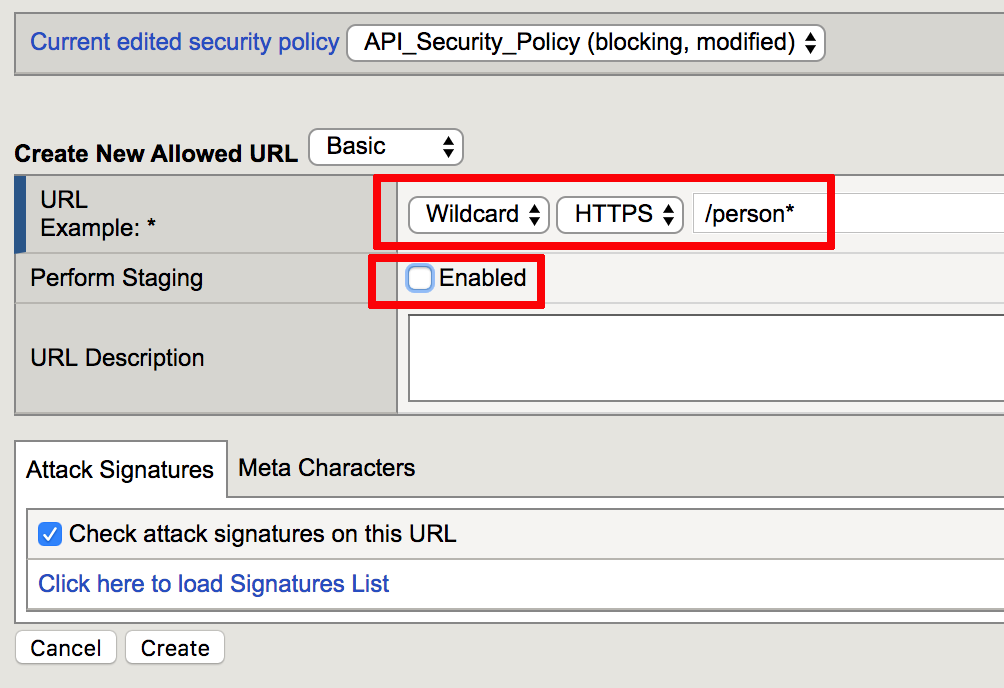 Current edited security policy API_Security_Policy (blocking, modified)
Create New Allowed URL Basic
URL
Example: *
Wildcard HTTPS /person*
Perform Staging Enabled
URL Description
Attack Signatures Meta Characters
Check attack signatures on this URL
Click here to load Signatures List
Cancel Create